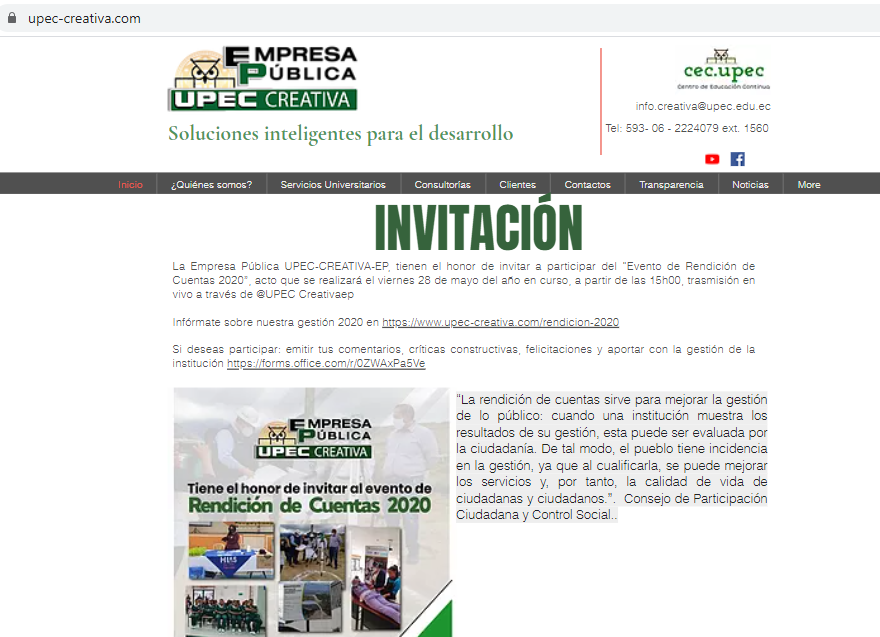 upec-creativa.com
EMPRESA
PÚBLICA
UPEC CREATIVA
Soluciones inteligentes para el desarrollo
cec.upec
Centro de Educación Continua
info.creativa@upec.edu.ec
Tel: 593- 06 - 2224079 ext. 1560
Inicio
¿Quiénes somos?
Servicios Universitarios
Consultorías
Clientes
Contactos
Transparencia
Noticias
More
INVITACIÓN
La Empresa Pública UPEC-CREATIVA-EP, tienen el honor de invitar a participar del "Evento de Rendición de
Cuentas 2020", acto que se realizará el viernes 28 de mayo del año en curso, a partir de las 15h00, trasmisión en
vivo a través de @UPEC Creativaep
Infórmate sobre nuestra gestión 2020 en https://www.upec-creativa.com/rendicion-2020
Si deseas participar: emitir tus comentarios, críticas constructivas, felicitaciones y aportar con la gestión de la
institución https://forms.office.com/r/0ZWAxPa5Ve
EMPRESA
PÚBLICA
UPEC CREATIVA
Tiene el honor de invitar al evento de
Rendición de Cuentas 2020
"La rendición de cuentas sirve para mejorar la gestión
de lo público: cuando una institución muestra los
resultados de su gestión, esta puede ser evaluada por
la ciudadanía. De tal modo, el pueblo tiene incidencia
en la gestión, ya que al cualificarla, se puede mejorar
los servicios y, por tanto, la calidad de vida de
ciudadanas y ciudadanos.". Consejo de Participación
Ciudadana y Control Social..